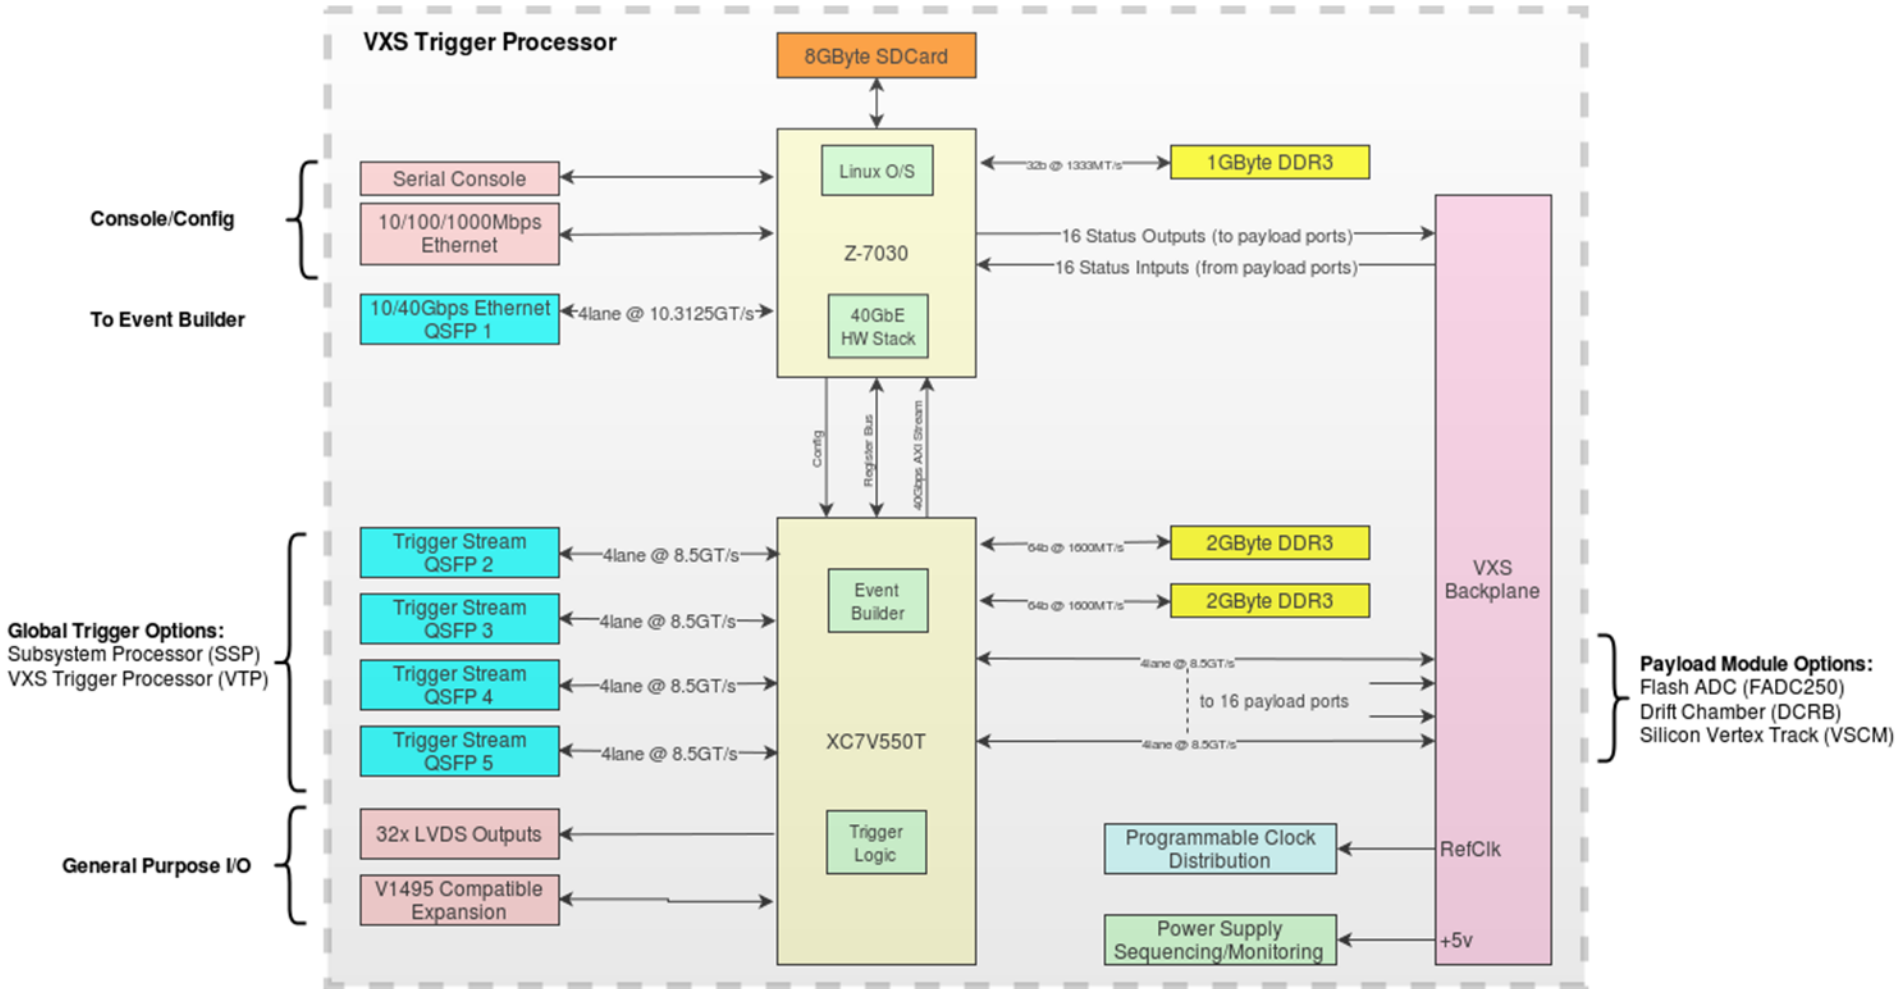 VXS Trigger Processor
8GByte SDCard
Linux O/S
Z-7030
40GbE
HW Stack
Serial Console
10/100/1000Mbps
Ethernet
Console/Config
10/40Gbps Ethernet
QSFP 1
4lane @ 10.3125GT/s
To Event Builder
32b @ 1333MT/s
1GByte DDR3
16 Status Outputs (to payload ports)
16 Status Intputs (from payload ports)
Config
Register Bus
40Gbps AXI Stream
Trigger Stream
QSFP 2
4lane @ 8.5GT/s
Trigger Stream
QSFP 3
4lane @ 8.5GT/s
Trigger Stream
QSFP 4
4lane @ 8.5GT/s
Trigger Stream
QSFP 5
4lane @ 8.5GT/s
Global Trigger Options:
Subsystem Processor (SSP)
VXS Trigger Processor (VTP)
32x LVDS Outputs
V1495 Compatible
Expansion
General Purpose I/O
Event
Builder
XC7V550T
Trigger
Logic
64b @ 1600MT/s
2GByte DDR3
64b @ 1600MT/s
2GByte DDR3
4lane @ 8.5GT/s
to 16 payload ports
4lane @ 8.5GT/s
VXS
Backplane
Programmable Clock
Distribution
RefClk
Power Supply
Sequencing/Monitoring
+5v
Payload Module Options:
Flash ADC (FADC250)
Drift Chamber (DCRB)
Silicon Vertex Track (VSCM)